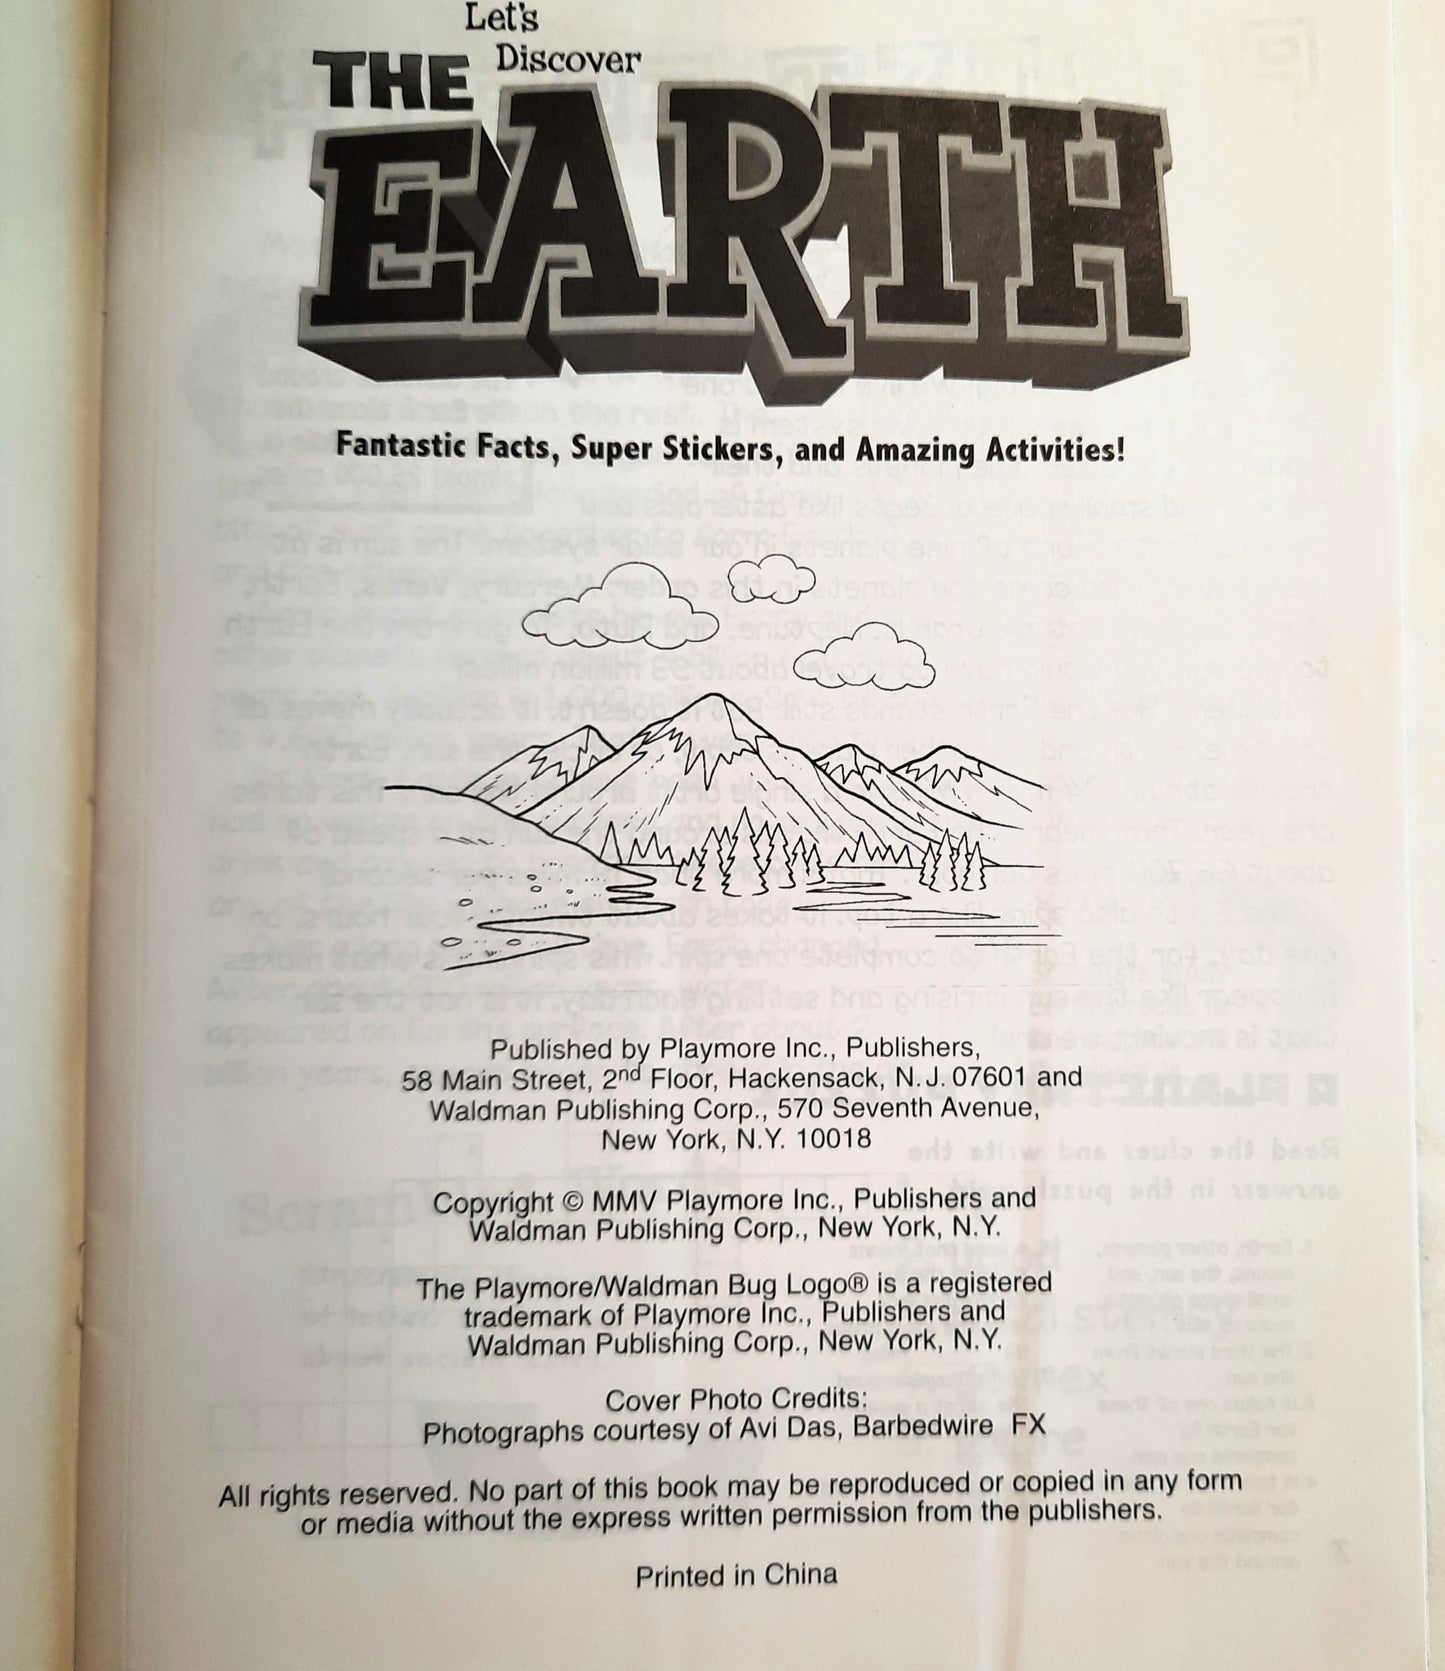 Let's
Discover
THE
EARTH
Fantastic Facts, Super Stickers, and Amazing Activities!
Published by Playmore Inc., Publishers,
58 Main Street, 2nd Floor, Hackensack, N.J. 07601 and
Waldman Publishing Corp., 570 Seventh Avenue,
New York, N.Y. 10018
Copyright © MMV Playmore Inc., Publishers and
Waldman Publishing Corp., New York, N.Y.
The Playmore/Waldman Bug Logo® is a registered
trademark of Playmore Inc., Publishers and
Waldman Publishing Corp., New York, N.Y.
Cover Photo Credits:
Photographs courtesy of Avi Das, Barbedwire FX
All rights reserved. No part of this book may be reproduced or copied in any form
or media without the express written permission from the publishers.
Printed in China